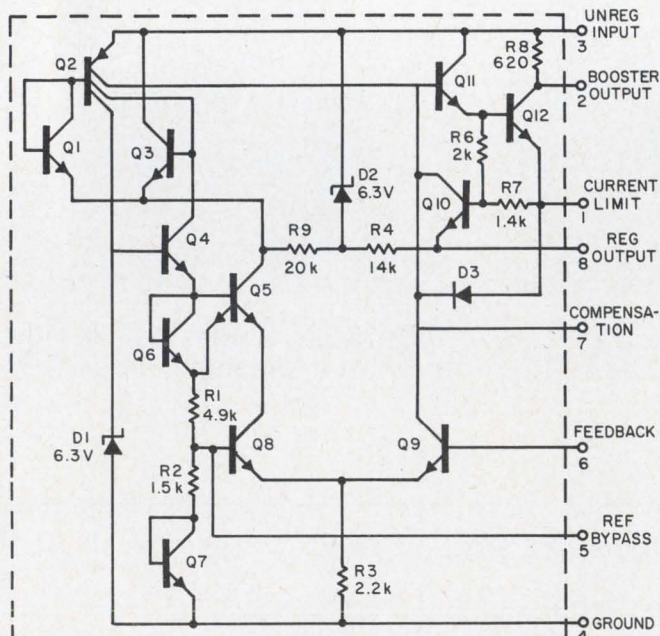 UNREG
INPUT
3
R8
620
Q2
Q11
BOOSTER
OUTPUT
2
Q12
Q1
Q3
R6
2k
D2
6.3V
R7
1.4k
CURRENT
LIMIT
1
Q10
Q4
R9
20k
R4
14k
REG
OUTPUT
8
Q5
D3
COMPENSA-
TION
7
Q6
R1
4.9k
D1
6.3V
Q8
Q9
FEEDBACK
6
R2
1.5k
REF
BYPASS
5
Q7
R3
2.2k
GROUND
4